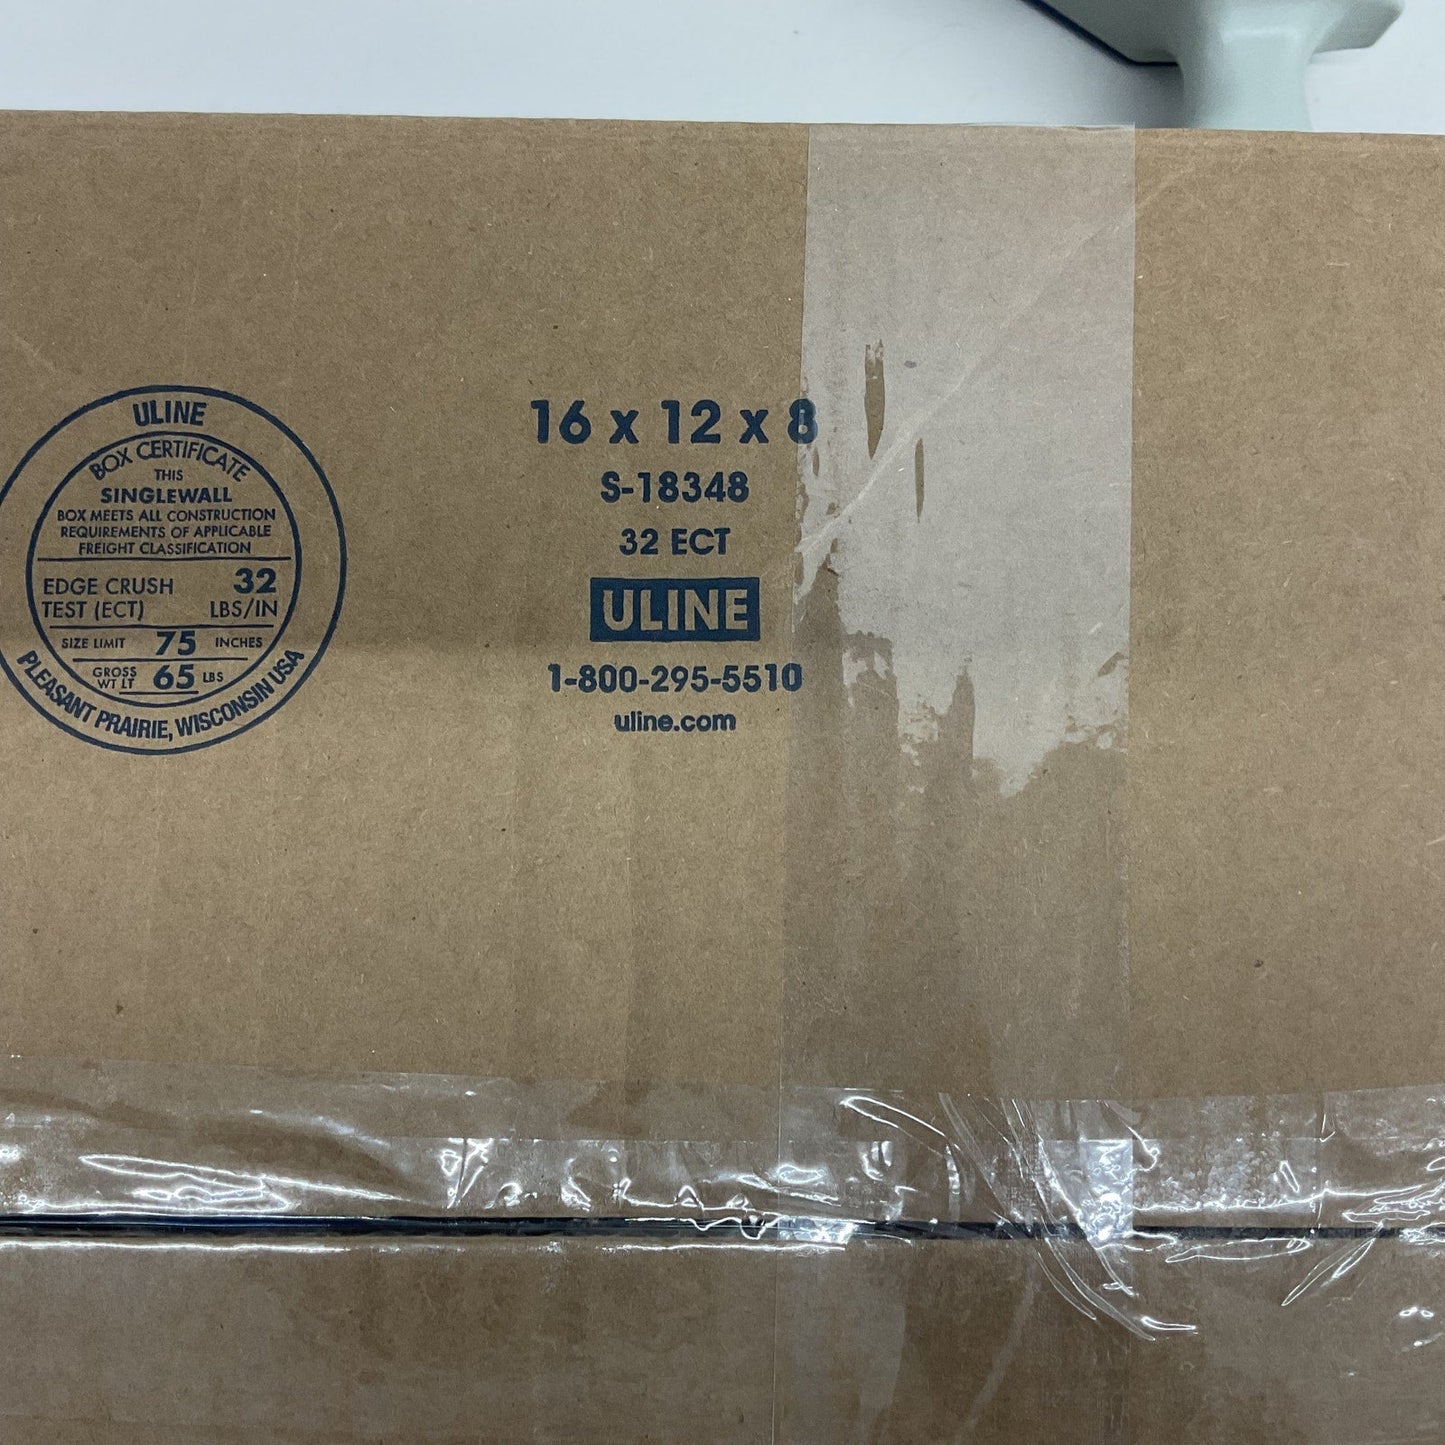 ULINE
BOX CERTIFICATE
THIS
SINGLEWALL
BOX MEETS ALL CONSTRUCTION
REQUIREMENTS OF APPLICABLE
FREIGHT CLASSIFICATION
EDGE CRUSH 32
TEST (ECT) LBS/IN
SIZE LIMIT 75 INCHES
GROSS
WT LT 65 LBS
PLEASANT PRAIRIE, WISCONSIN USA
16 x 12 x 8
S-18348
32 ECT
ULINE
1-800-295-5510
uline.com